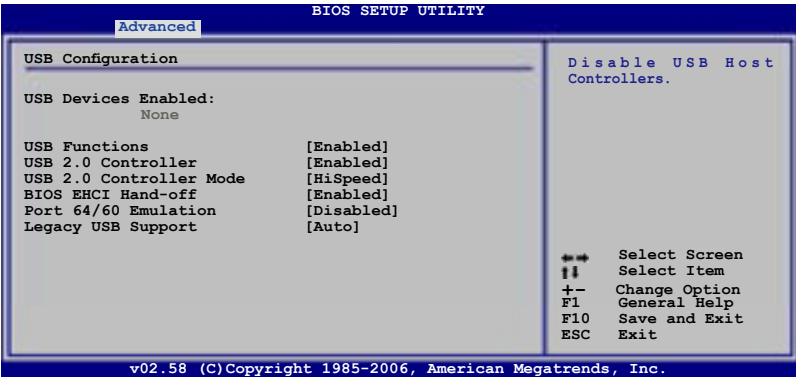 BIOS SETUP UTILITY
Advanced
USB Configuration
USB Devices Enabled:
None
USB Functions [Enabled]
USB 2.0 Controller [Enabled]
USB 2.0 Controller Mode [HiSpeed]
BIOS EHCI Hand-off [Enabled]
Port 64/60 Emulation [Disabled]
Legacy USB Support [Auto]
Disable USB Host
Controllers.
←→ Select Screen
↑↓ Select Item
+- Change Option
F1 General Help
F10 Save and Exit
ESC Exit
v02.58 (C)Copyright 1985-2006, American Megatrends, Inc.